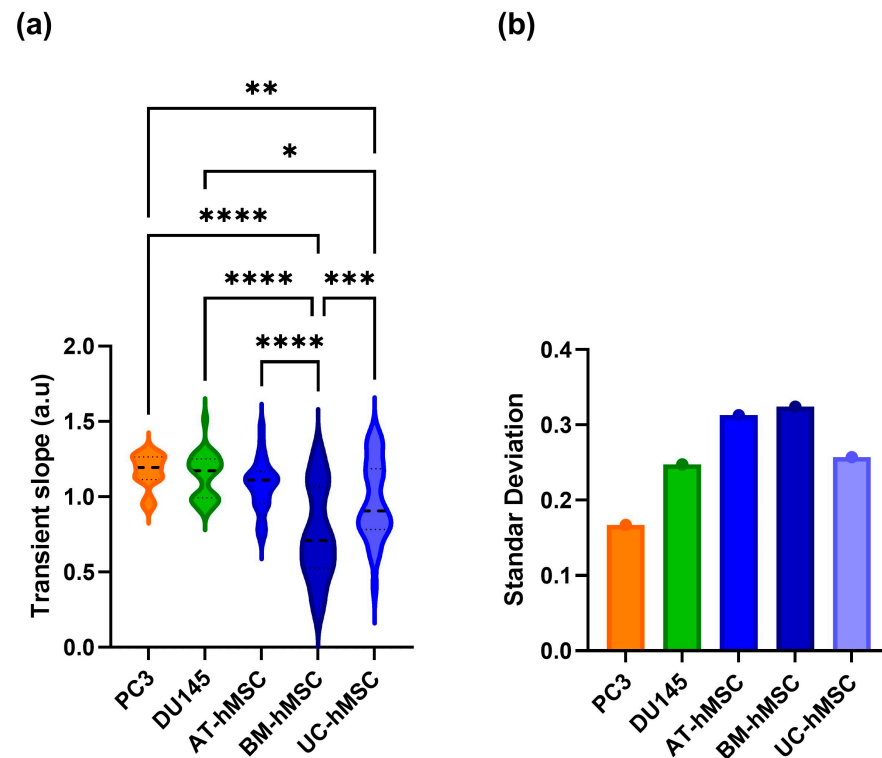 (a)
(b)
**
*
****
**** ***
****
Transient slope (a.u)
2.0
1.5
1.0
0.5
0.0
PC3
DU145
AT-hMSC
BM-hMSC
UC-hMSC
Standar Deviation
0.4
0.3
0.2
0.1
0.0
PC3
DU145
AT-hMSC
BM-hMSC
UC-hMSC